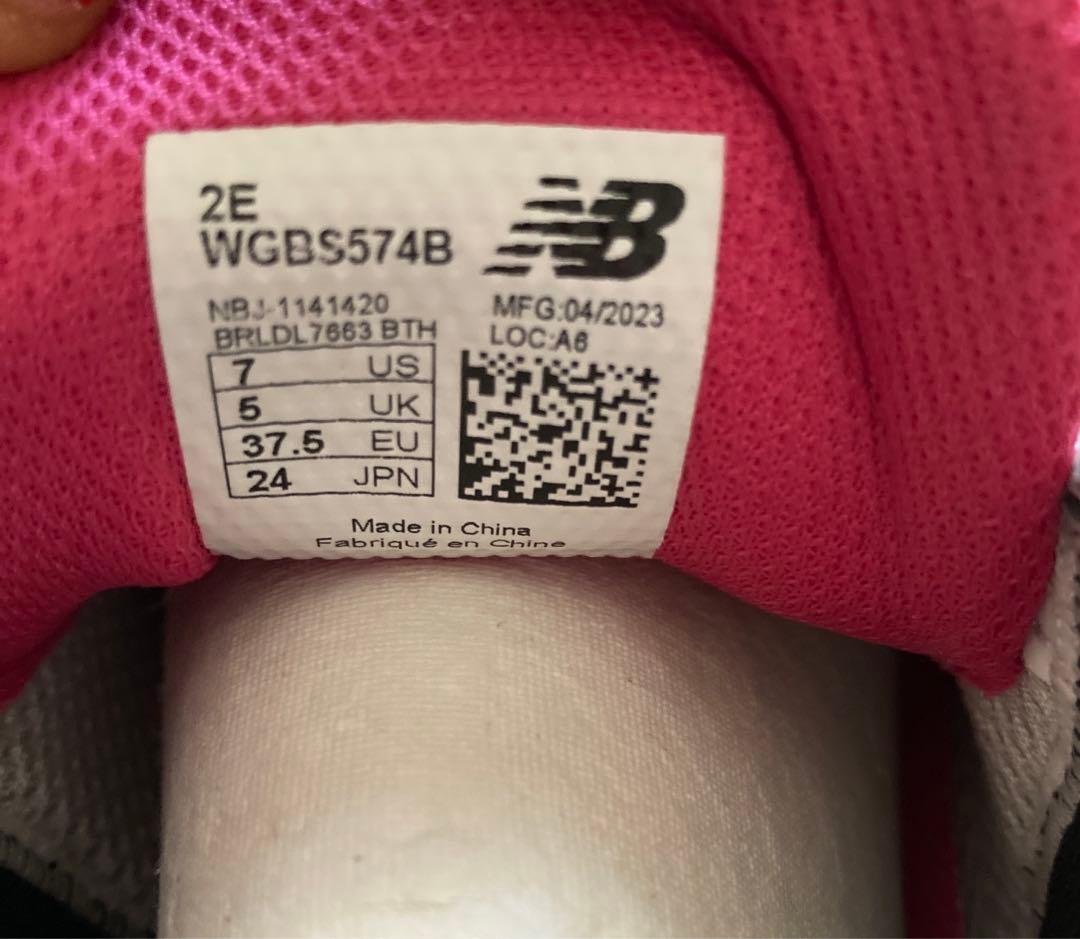 2E
WGBS574B
NB
NBJ-1141420
BRLDL7663 BTH
MFG:04/2023
LOC:A6
7 US
5 UK
37.5 EU
24 JPN
Made in China
Fabriqué en Chine